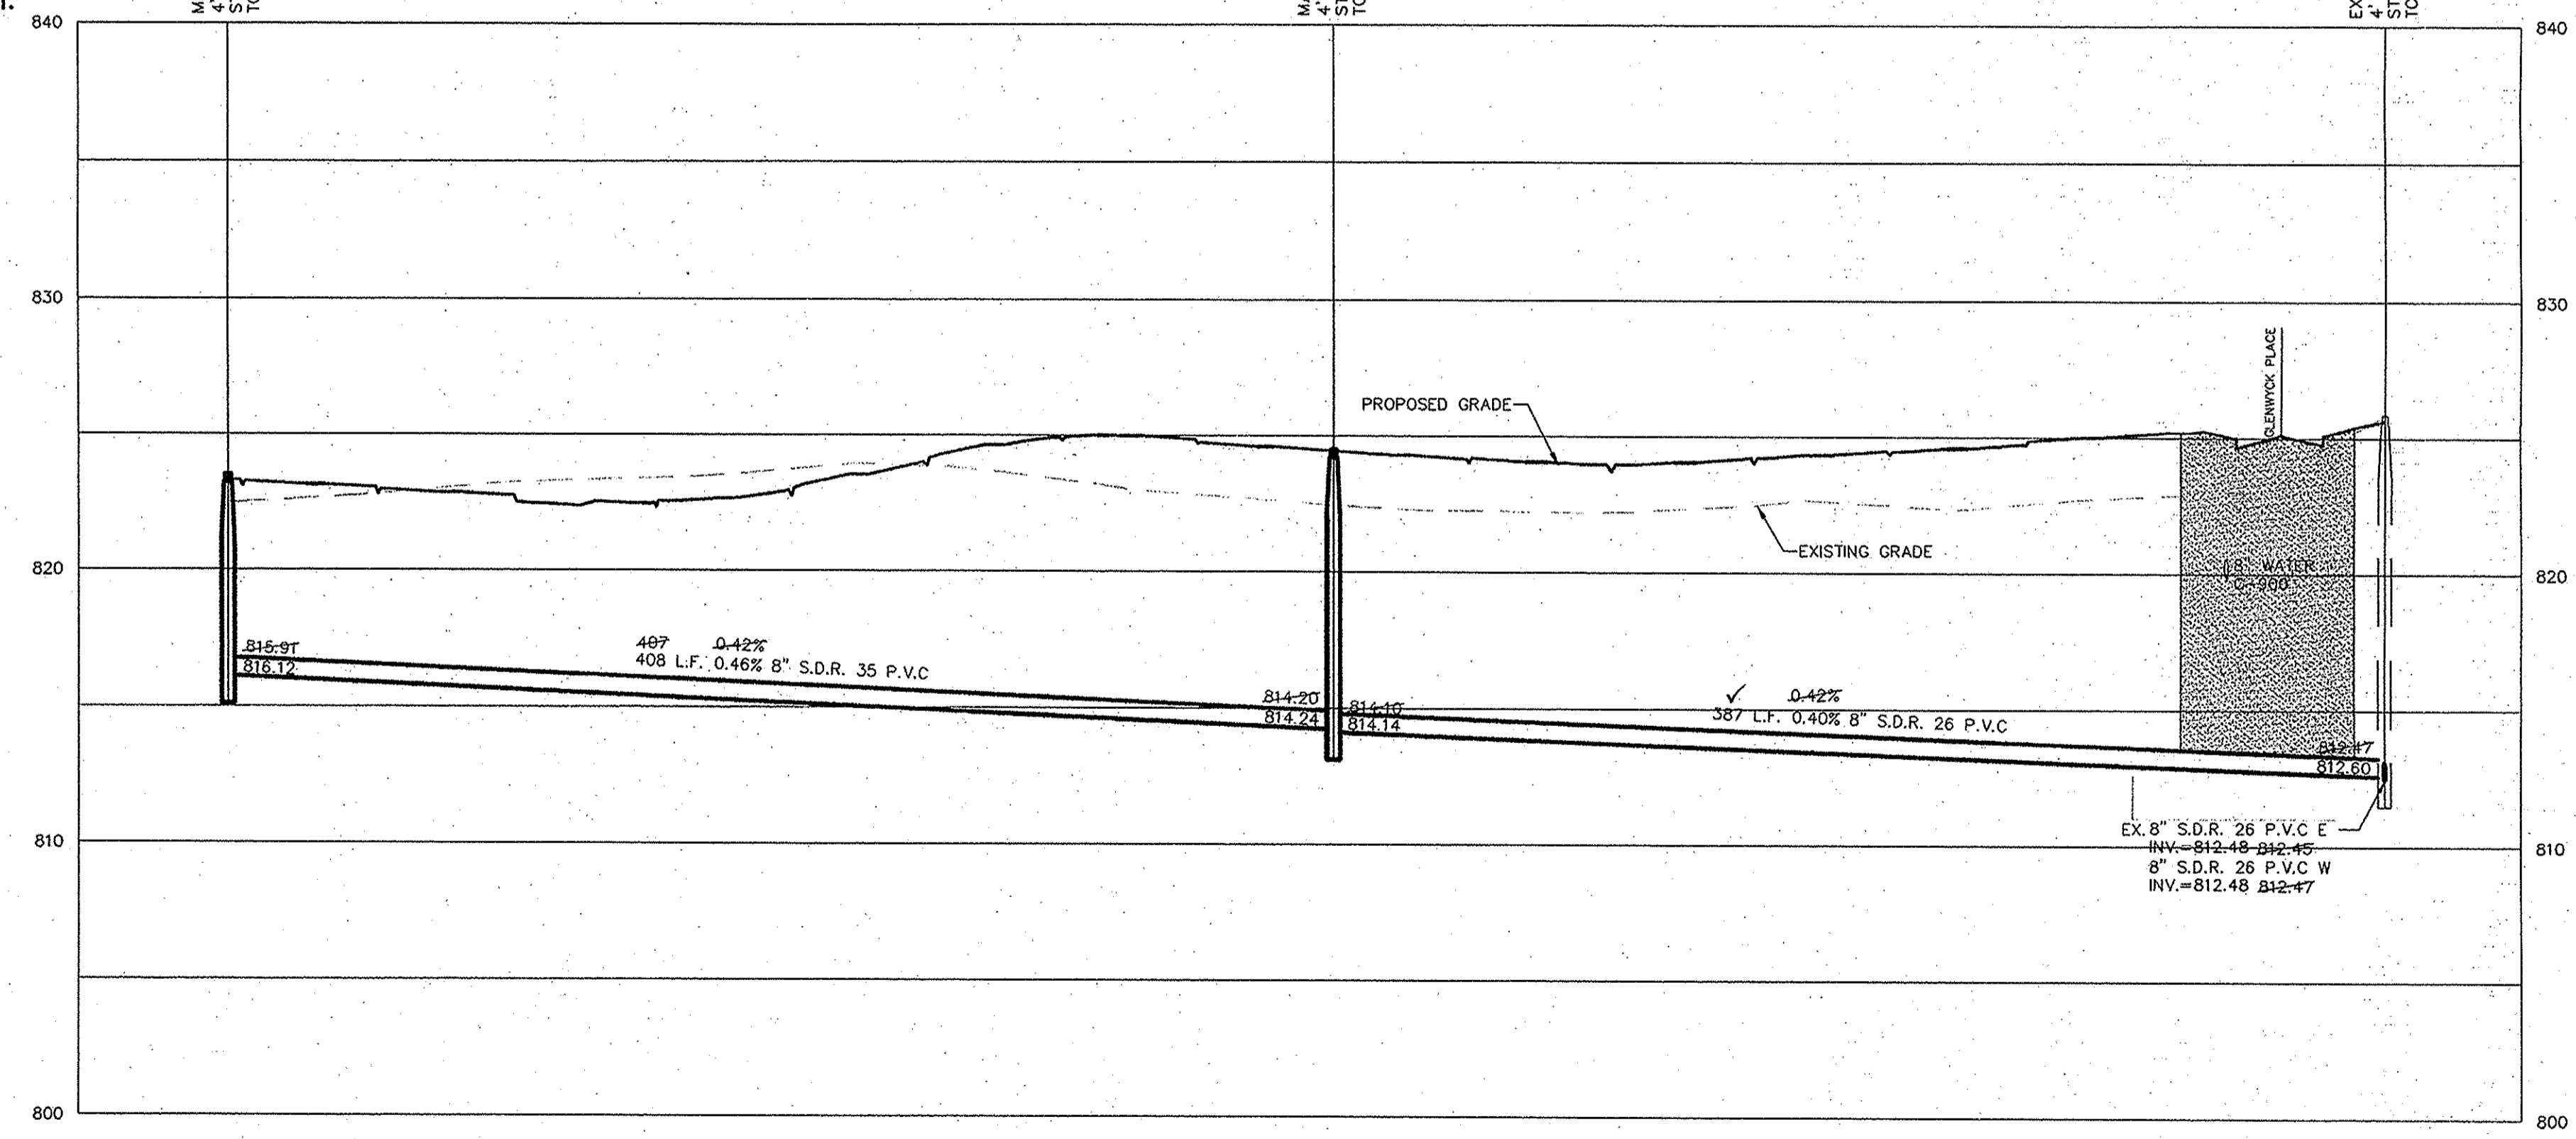 840
840
830
830
GLENWYCK PLACE
PROPOSED GRADE
EXISTING GRADE
820
820
8" WATER
C-900
815.91
816.12
407 0.42%
408 L.F. 0.46% 8" S.D.R. 35 P.V.C
814.20
814.24
814.10
814.14
✓ 0.42%
387 L.F. 0.40% 8" S.D.R. 26 P.V.C
812.47
812.60
EX. 8" S.D.R. 26 P.V.C E
INV.=812.48 812.45
8" S.D.R. 26 P.V.C W
INV.=812.48 812.47
810
810
800
800